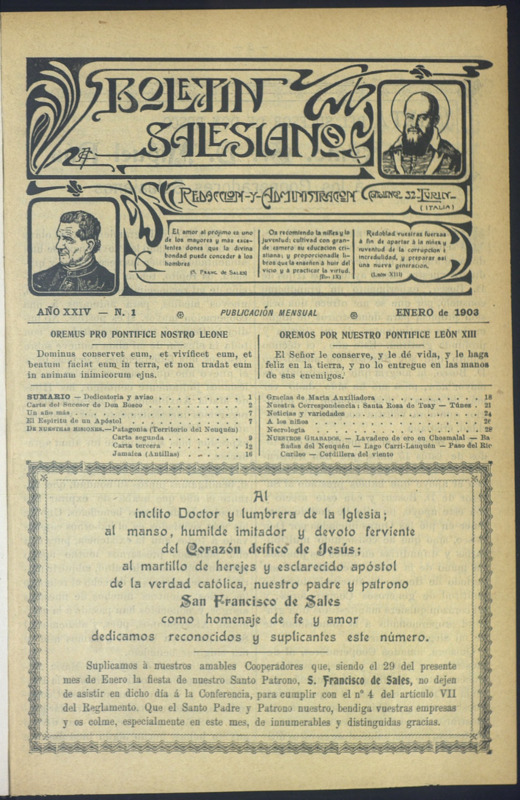 BOLETIN
SALESIANO
REDACCION-Y-ADMINISTRACION
32- TURIN-
(ITALIA)
El amor al prójimo es uno
de los mayores y más exce-
lentes dones que la divina
bondad puede conceder á los
hombres
(S. FRANC. de SALES)
Os recomiendo la niñez y la
juventud; cultivad con gran-
de esmero su educación cri-
stiana; y proporcionadle li-
bros que la enseñen á huir del
vicio y á practicar la virtud.
(Pío IX)
Redoblad vuestras fuerzas
á fin de apartar á la niñez y
juventud de la corrupción é
incredulidad, y preparar así
una nueva generación.
(León XIII)
AÑO XXIV — N. 1
PUBLICACIÓN MENSUAL
ENERO de 1903
OREMUS PRO PONTIFICE NOSTRO LEONE
Dominus conservet eum, et vivificet eum, et
beatum faciat eum in terra, et non tradat eum
in animam inimicorum ejus.
OREMOS POR NUESTRO PONTIFICE LEÒN XIII
El Señor le conserve, y le dé vida, y le haga
feliz en la tierra, y no lo entregue en las manos
de sus enemigos.
SUMARIO — Dedicatoria y aviso . . . 1
Carta del Sucesor de Don Bosco . . . 2
Un año más . . . 7
El Espíritu de un Apóstol . . . 7
DE NUESTRAS MISIONES.—Patagonia (Territorio del Neuquén)
Carta segunda . . . 9
Carta tercera . . . 12
Jamaica (Antillas) . . . 16
Gracias de María Auxiliadora . . . 18
Nuestra Correspondencia: Santa Rosa de Toay — Túnes . 21
Noticias y variedades . . . 24
A los niños . . . 26
Necrología . . . 28
NUESTROS GRABADOS. — Lavadero de oro en Chosmalal — Ba
ños del Neuquén — Lago Carri-Lauquén — Paso del Rir
Curileo — Cordillera del viento
Al
ínclito Doctor y lumbrera de la Iglesia;
al manso, humilde imitador y devoto ferviente
del Corazón deífico de Jesús;
al martillo de herejes y esclarecido apóstol
de la verdad católica, nuestro padre y patrono
San Francisco de Sales
como homenaje de fe y amor
dedicamos reconocidos y suplicantes este número.
Suplicamos à nuestros amables Cooperadores que, siendo el 29 del presente
mes de Enero la fiesta de nuestro Santo Patrono, S. Francisco de Sales, no dejen
de asistir en dicho día á la Conferencia, para cumplir con el nº 4 del artículo VII
del Reglamento. Que el Santo Padre y Patrono nuestro, bendiga vuestras empresas
y os colme, especialmente en este mes, de innumerables y distinguidas gracias.